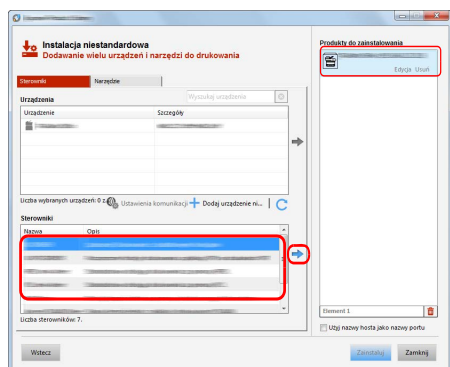 Instalacja niestandardowa
Dodawanie wielu urządzeń i narzędzi do drukowania
Produkty do zainstalowania
Edycja Usuń
Sterowniki
Narzędzie
Urządzenia
Wyszukaj urządzenia
Urządzenie
Szczegóły
Liczba wybranych urządzeń: 0 z
Ustawienia komunikacji
Dodaj urządzenie ni...
Sterowniki
Nazwa
Opis
Liczba sterowników: 7.
Element 1
Użyj nazwy hosta jako nazwy portu
Wstecz
Zainstaluj
Zamknij